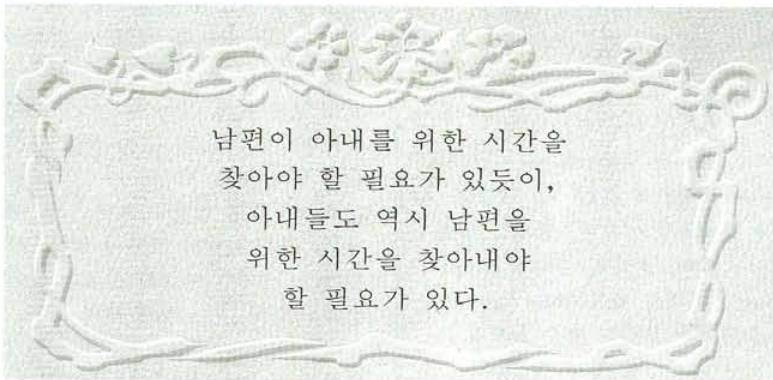 남편이 아내를 위한 시간을
찾아야 할 필요가 있듯이,
아내들도 역시 남편을
위한 시간을 찾아내야
할 필요가 있다.